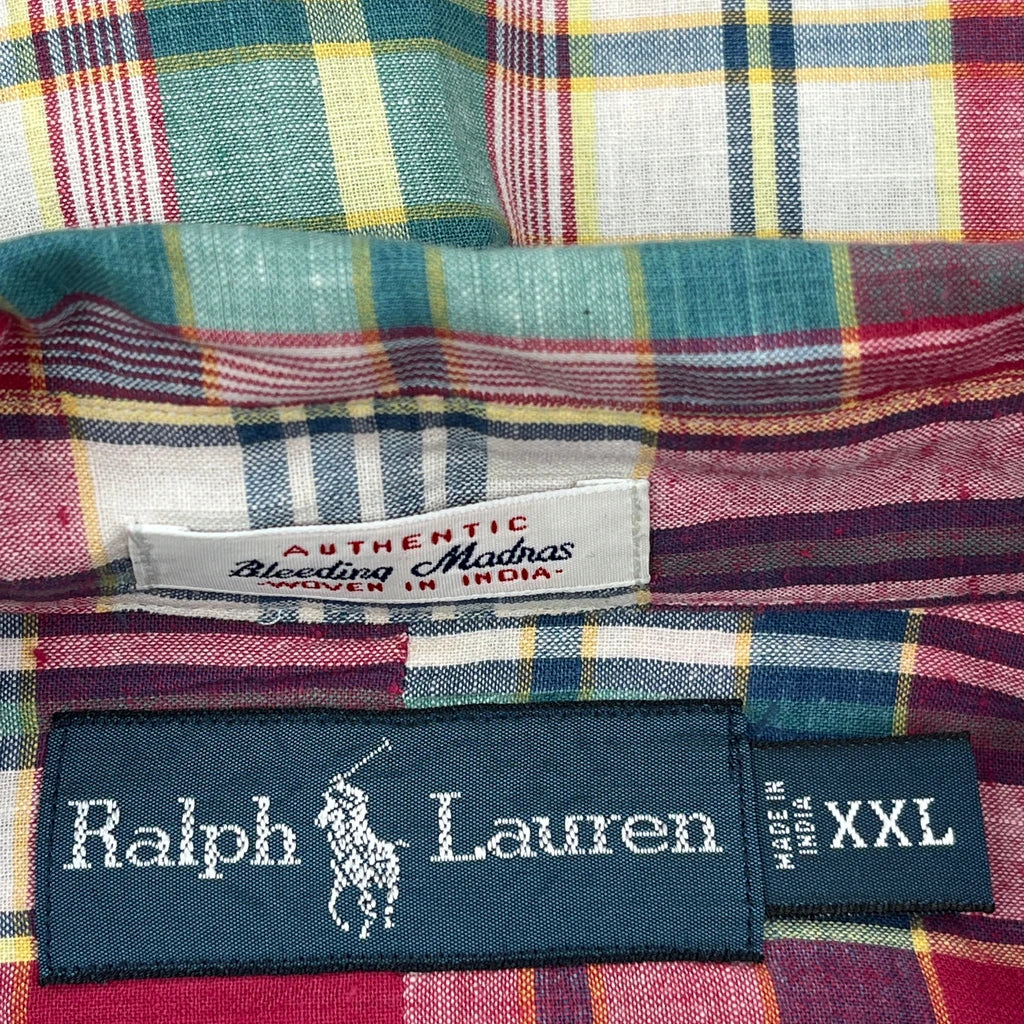 AUTHENTIC
Bleeding Madras
-WOVEN IN INDIA-
Ralph Lauren
MADE IN
INDIA
XXL